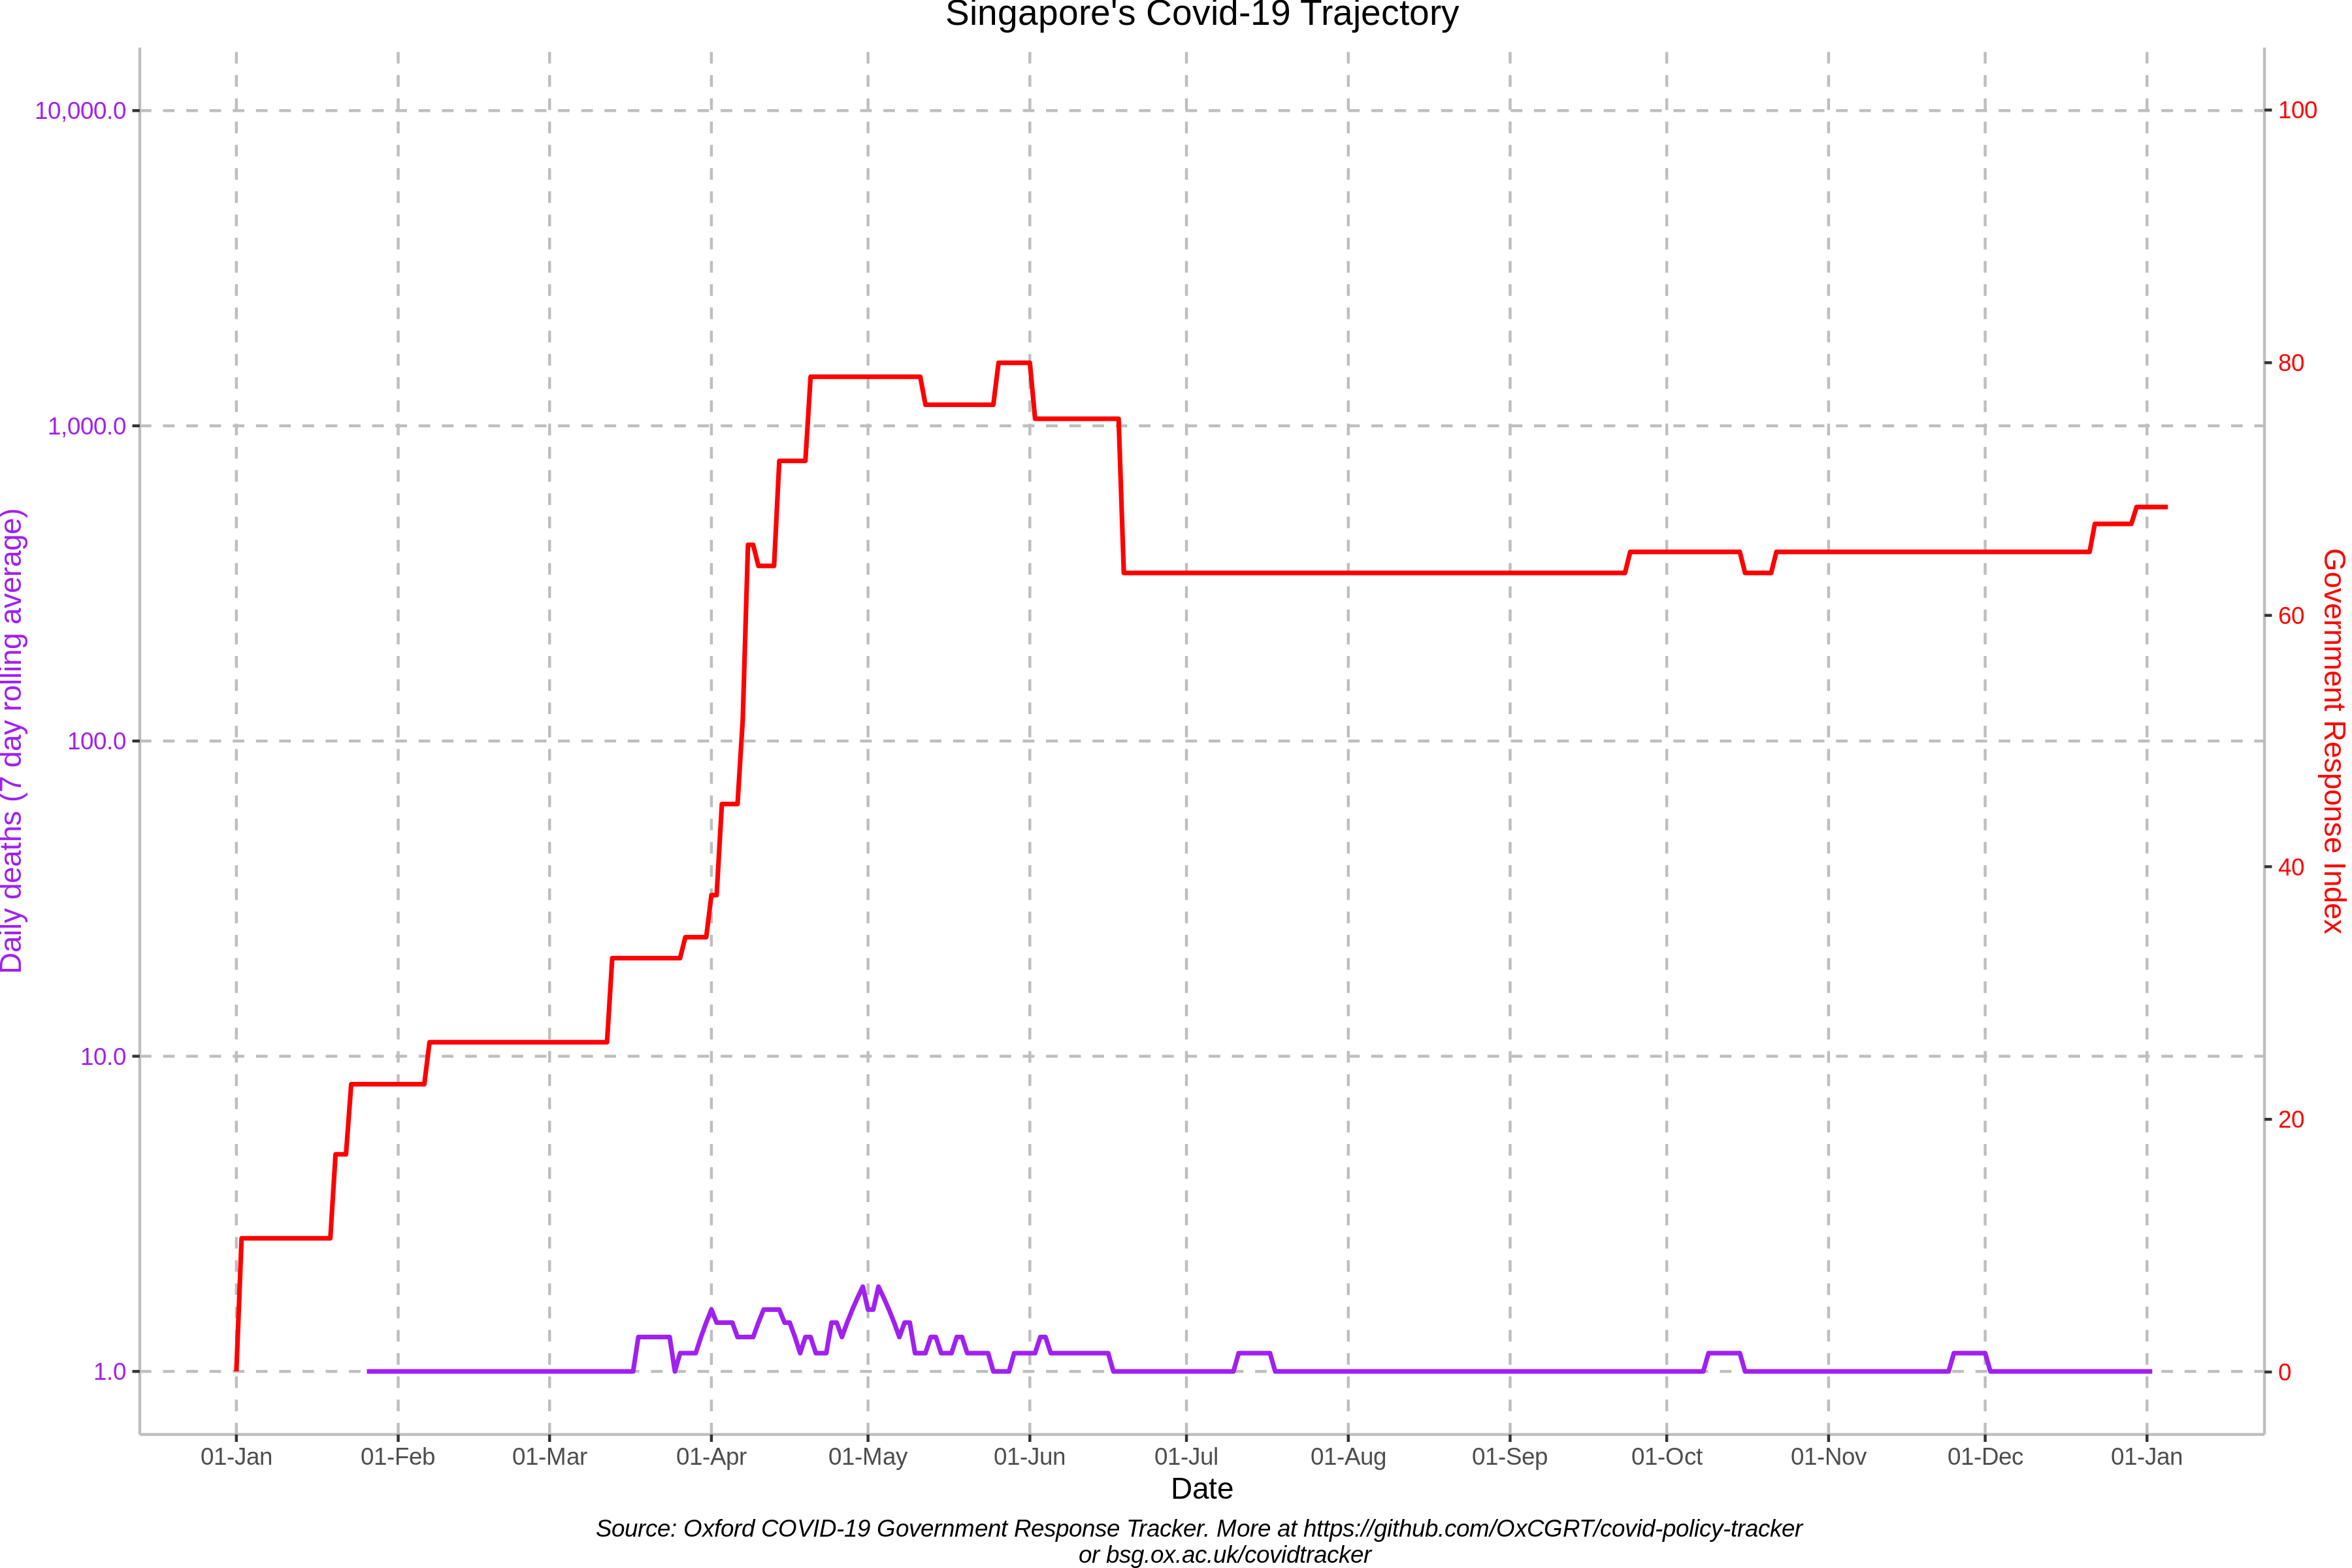 Singapore's Covid-19 Trajectory
10,000.0
1,000.0
100.0
10.0
1.0
Daily deaths (7 day rolling average)
100
80
60
40
20
0
Government Response Index
01-Jan 01-Feb 01-Mar 01-Apr 01-May 01-Jun 01-Jul 01-Aug 01-Sep 01-Oct 01-Nov 01-Dec 01-Jan
Date
Source: Oxford COVID-19 Government Response Tracker. More at https://github.com/OxCGRT/covid-policy-tracker
or bsg.ox.ac.uk/covidtracker